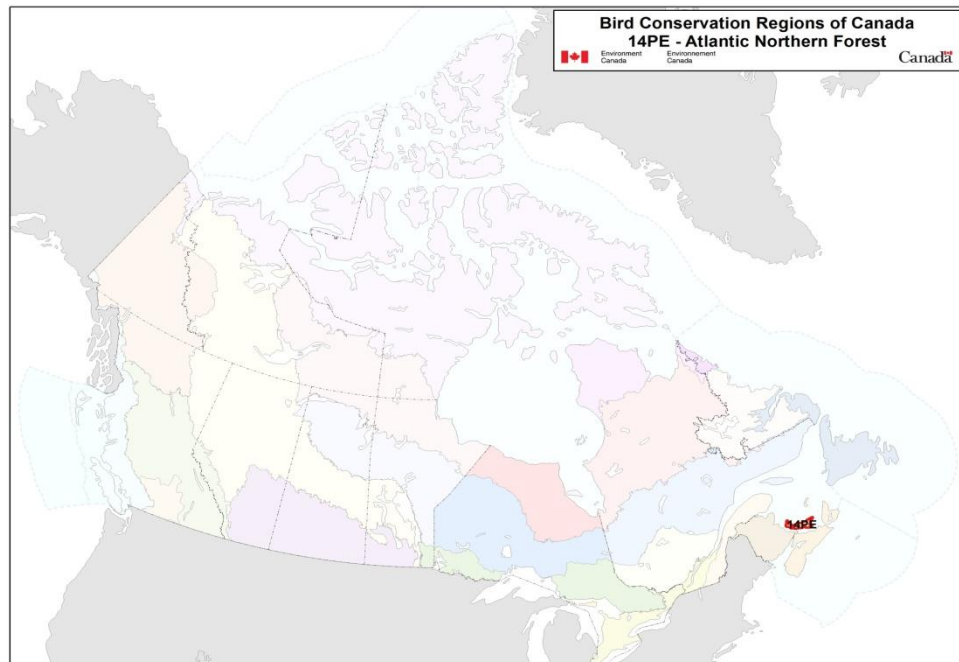 Bird Conservation Regions of Canada
14PE - Atlantic Northern Forest
Environment Canada
Environnement Canada
Canada
14PE